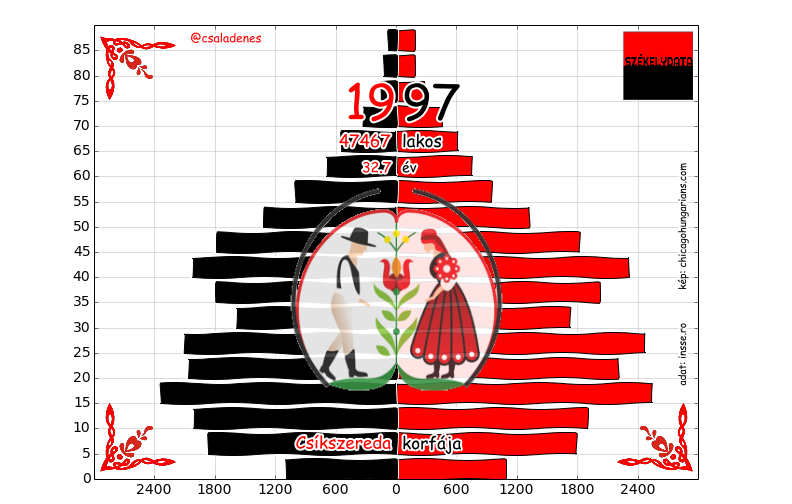 @csaladenes
SZÉKELYDATA
1997
47467 lakos
32.7 év
kép: chicagohungarians.com
adat: insse.ro
Csíkszereda korfája
85
80
75
70
65
60
55
50
45
40
35
30
25
20
15
10
5
0
2400 1800 1200 600 0 600 1200 1800 2400